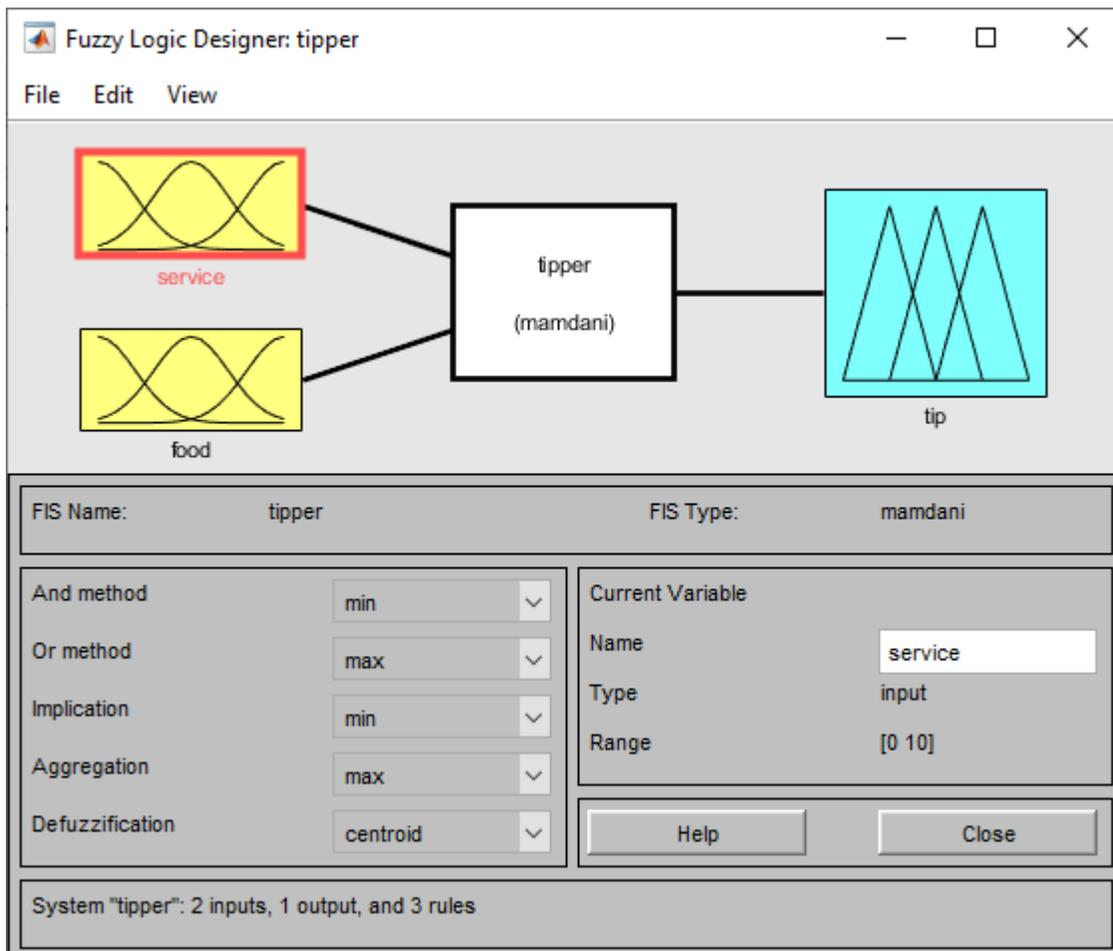 Fuzzy Logic Designer: tipper
File Edit View
service
food
tipper
(mamdani)
tip
FIS Name: tipper FIS Type: mamdani
And method min
Or method max
Implication min
Aggregation max
Defuzzification centroid
Current Variable
Name service
Type input
Range [0 10]
Help Close
System "tipper": 2 inputs, 1 output, and 3 rules